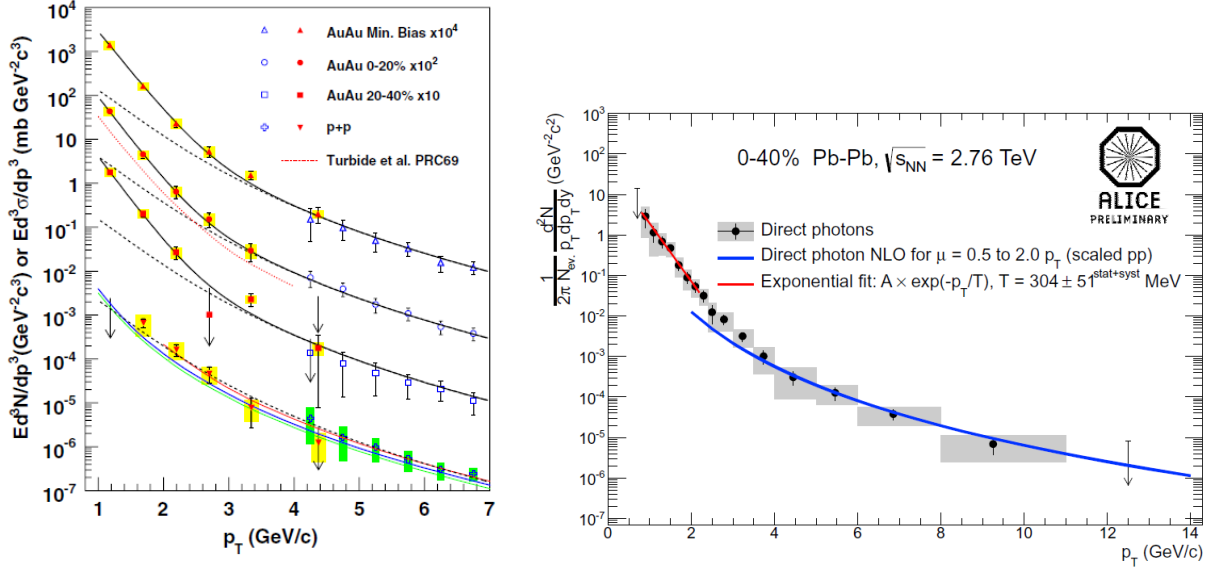 Ed³N/dp³(GeV⁻²c³) or Ed³σ/dp³ (mb GeV⁻²c³)
10⁴
10³
10²
10
1
10⁻¹
10⁻²
10⁻³
10⁻⁴
10⁻⁵
10⁻⁶
10⁻⁷
AuAu Min. Bias x10⁴
AuAu 0-20% x10²
AuAu 20-40% x10
p+p
Turbide et al. PRC69
1 2 3 4 5 6 7
p_T (GeV/c)
1/(2π N_ev.) d²N/(p_T dp_T dy) (GeV⁻²c²)
10³
10²
10
1
10⁻¹
10⁻²
10⁻³
10⁻⁴
10⁻⁵
10⁻⁶
10⁻⁷
0-40% Pb-Pb, √s_NN = 2.76 TeV
ALICE
PRELIMINARY
Direct photons
Direct photon NLO for μ = 0.5 to 2.0 p_T (scaled pp)
Exponential fit: A × exp(-p_T/T), T = 304 ± 51^stat+syst MeV
0 2 4 6 8 10 12 14
p_T (GeV/c)